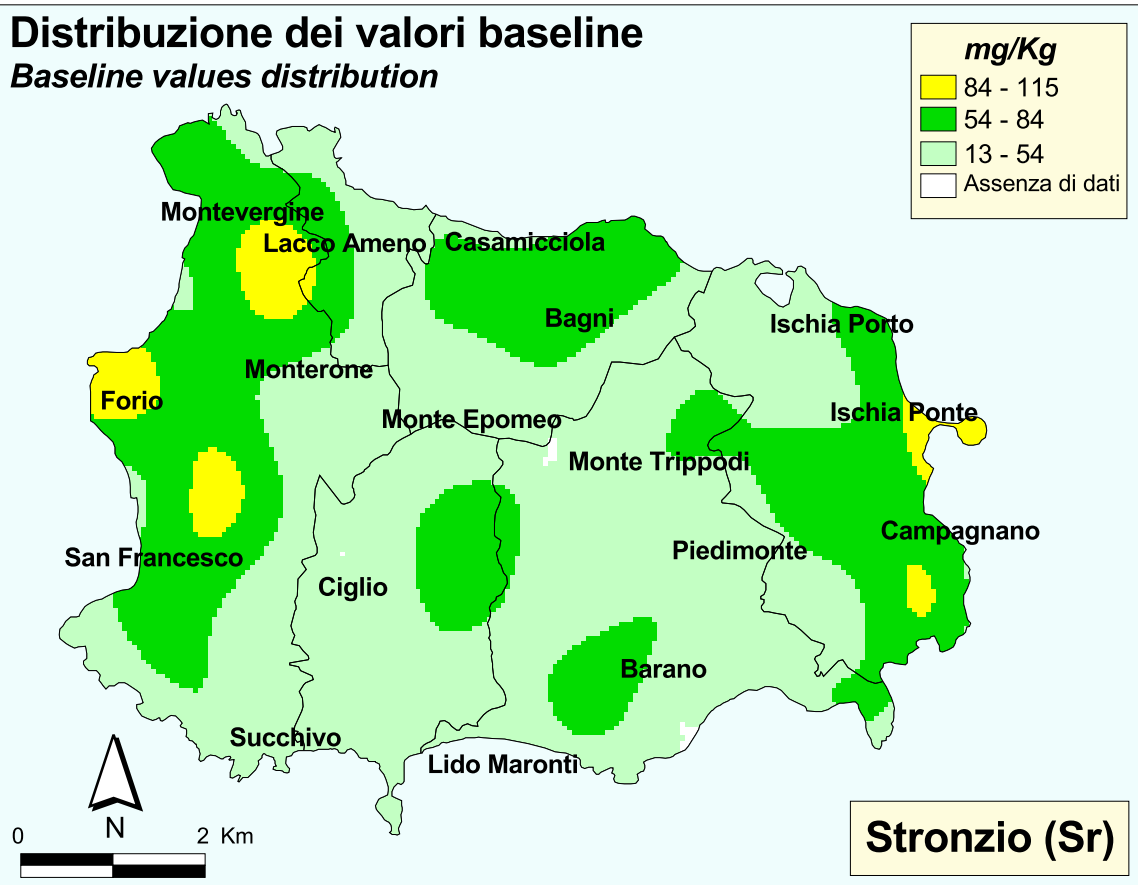 Distribuzione dei valori baseline
Baseline values distribution
mg/Kg
84 - 115
54 - 84
13 - 54
Assenza di dati
Montevergine
Lacco Ameno
Casamicciola
Bagni
Ischia Porto
Monterone
Forio
Monte Epomeo
Ischia Ponte
Monte Trippodi
San Francesco
Campagnano
Piedimonte
Ciglio
Barano
Succhivo
Lido Maronti
N
0 2 Km
Stronzio (Sr)